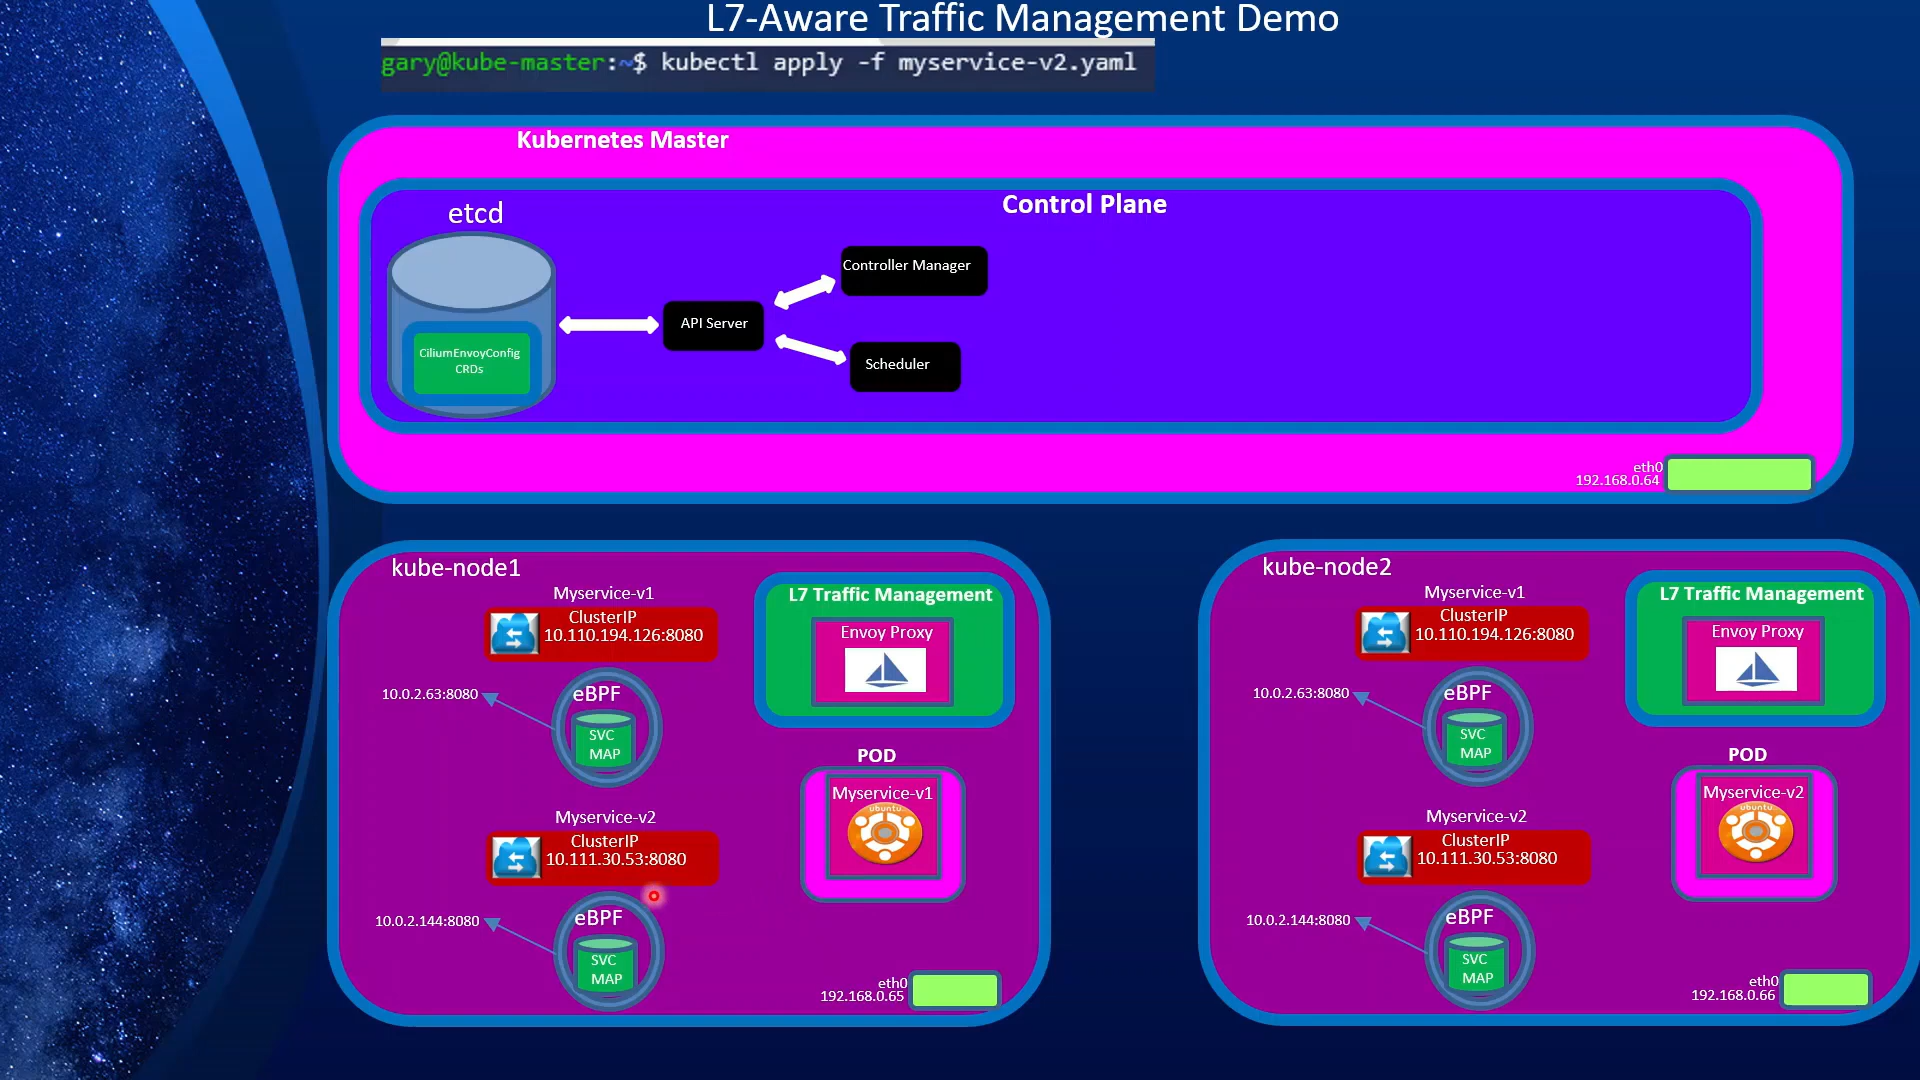 L7-Aware Traffic Management Demo
gary@kube-master:~$ kubectl apply -f myservice-v2.yaml
Kubernetes Master
Control Plane
etcd
CiliumEnvoyConfig
CRDs
API Server
Controller Manager
Scheduler
eth0
192.168.0.64
kube-node1
Myservice-v1
ClusterIP
10.110.194.126:8080
10.0.2.63:8080
eBPF
SVC
MAP
Myservice-v2
ClusterIP
10.111.30.53:8080
10.0.2.144:8080
eBPF
SVC
MAP
L7 Traffic Management
Envoy Proxy
POD
Myservice-v1
ubuntu
eth0
192.168.0.65
kube-node2
Myservice-v1
ClusterIP
10.110.194.126:8080
10.0.2.63:8080
eBPF
SVC
MAP
Myservice-v2
ClusterIP
10.111.30.53:8080
10.0.2.144:8080
eBPF
SVC
MAP
L7 Traffic Management
Envoy Proxy
POD
Myservice-v2
ubuntu
eth0
192.168.0.66